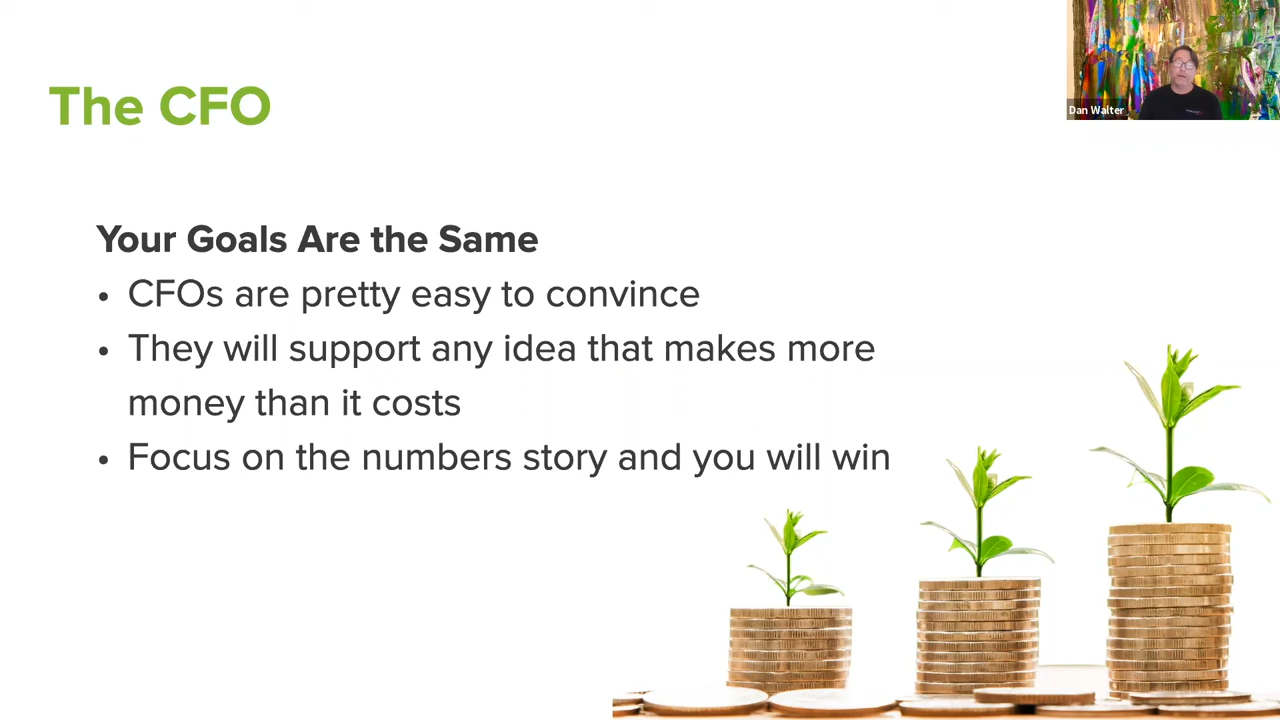 The CFO
Dan Walter
Your Goals Are the Same
• CFOs are pretty easy to convince
• They will support any idea that makes more
money than it costs
• Focus on the numbers story and you will win